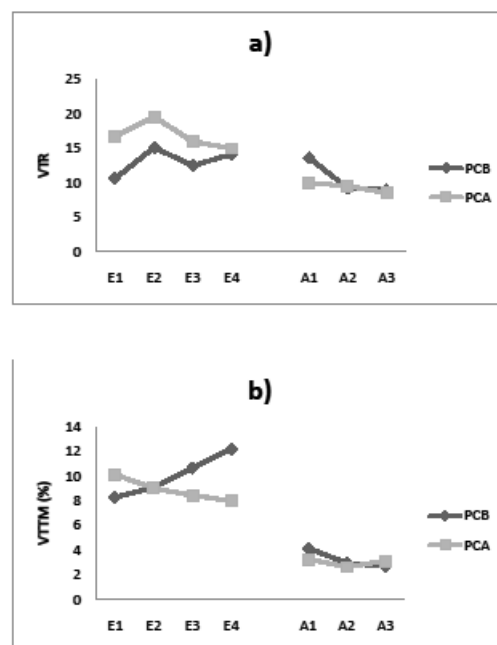 a)
25
20
15
10
5
0
VTR
E1 E2 E3 E4 A1 A2 A3
PCB
PCA
b)
14
12
10
8
6
4
2
0
VTTM (%)
E1 E2 E3 E4 A1 A2 A3
PCB
PCA